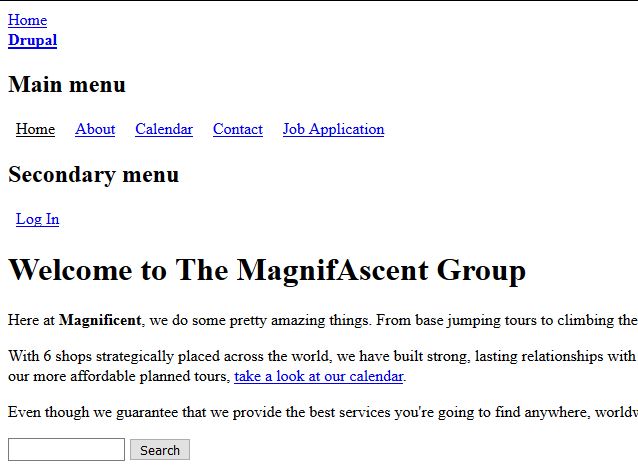 Home
Drupal
Main menu
Home About Calendar Contact Job Application
Secondary menu
Log In
Welcome to The MagnifAscent Group
Here at Magnificent, we do some pretty amazing things. From base jumping tours to climbing the
With 6 shops strategically placed across the world, we have built strong, lasting relationships with
our more affordable planned tours, take a look at our calendar.
Even though we guarantee that we provide the best services you're going to find anywhere, worldw
Search